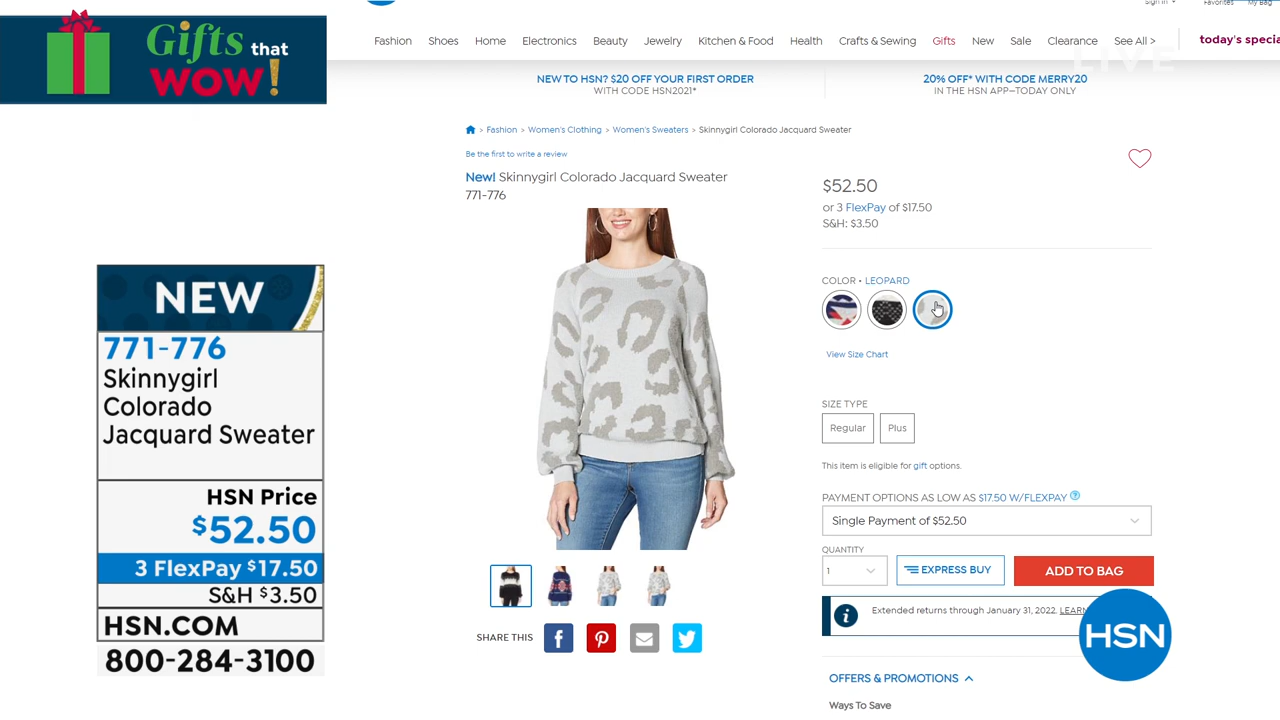 Gifts that
WOW!
NEW
771-776
Skinnygirl
Colorado
Jacquard Sweater
HSN Price
$52.50
3 FlexPay $17.50
S&H $3.50
HSN.COM
800-284-3100
Sign in
Favorites
My Bag
Fashion Shoes Home Electronics Beauty Jewelry Kitchen & Food Health Crafts & Sewing Gifts New Sale Clearance See All >
today's specia
LIVE
NEW TO HSN? $20 OFF YOUR FIRST ORDER
WITH CODE HSN2021*
20% OFF* WITH CODE MERRY20
IN THE HSN APP—TODAY ONLY
> Fashion > Women's Clothing > Women's Sweaters > Skinnygirl Colorado Jacquard Sweater
Be the first to write a review
New! Skinnygirl Colorado Jacquard Sweater
771-776
SHARE THIS
$52.50
or 3 FlexPay of $17.50
S&H: $3.50
COLOR • LEOPARD
View Size Chart
SIZE TYPE
Regular Plus
This item is eligible for gift options.
PAYMENT OPTIONS AS LOW AS $17.50 W/FLEXPAY ?
Single Payment of $52.50
QUANTITY
1
EXPRESS BUY
ADD TO BAG
Extended returns through January 31, 2022. LEARN
HSN
OFFERS & PROMOTIONS
Ways To Save